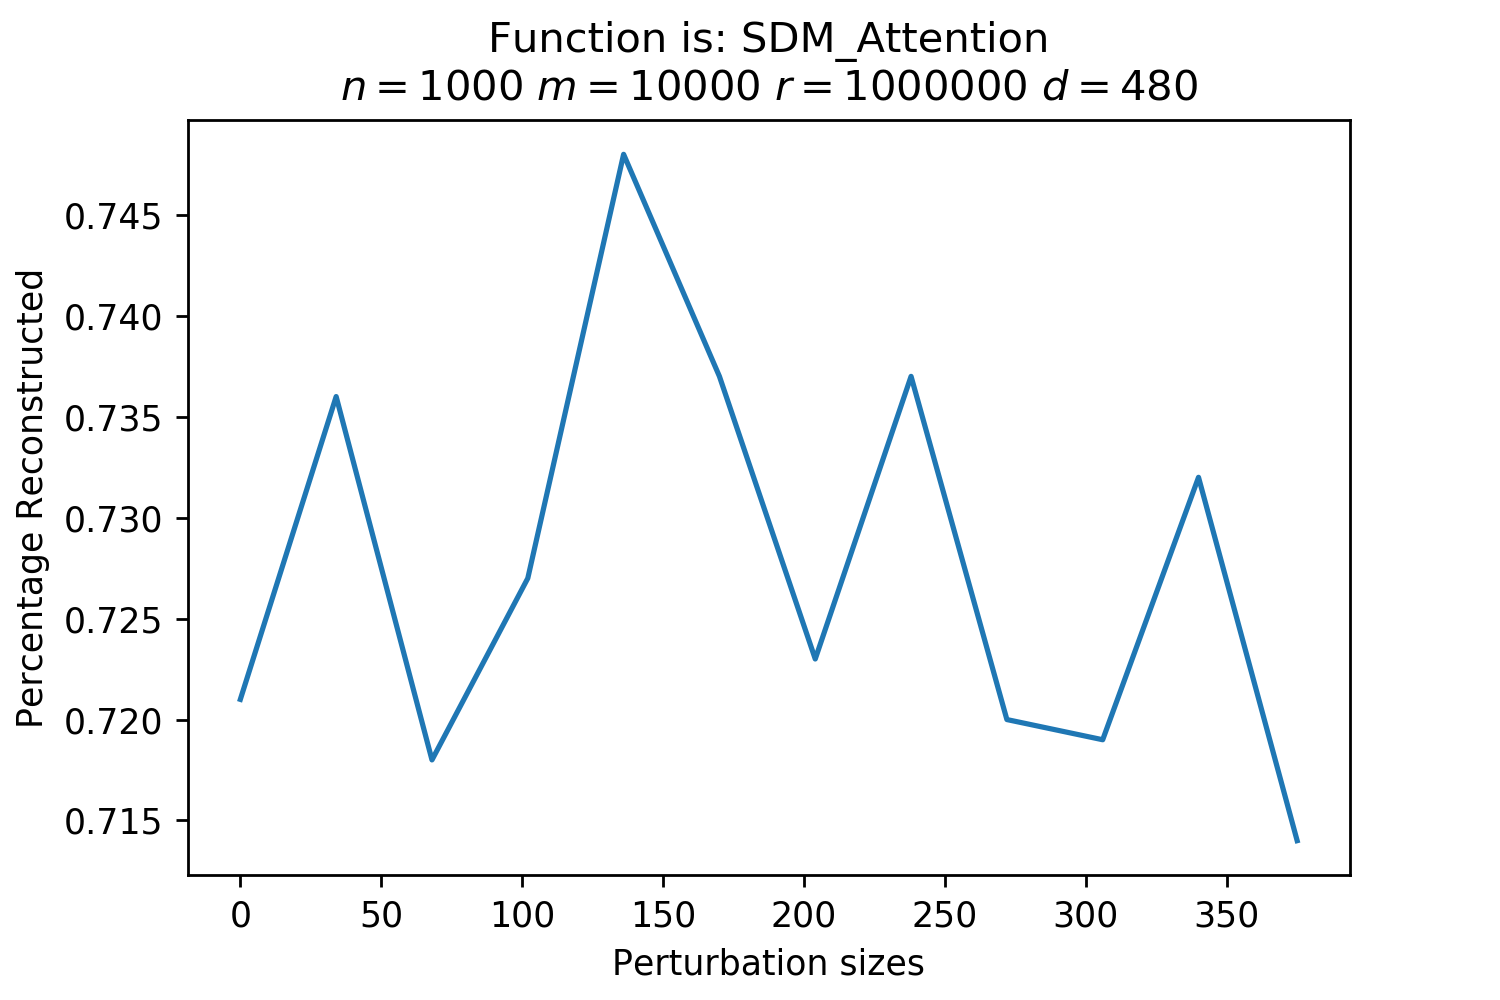 Function is: SDM_Attention
n = 1000 m = 10000 r = 1000000 d = 480
Percentage Reconstructed
0.745
0.740
0.735
0.730
0.725
0.720
0.715
0 50 100 150 200 250 300 350
Perturbation sizes